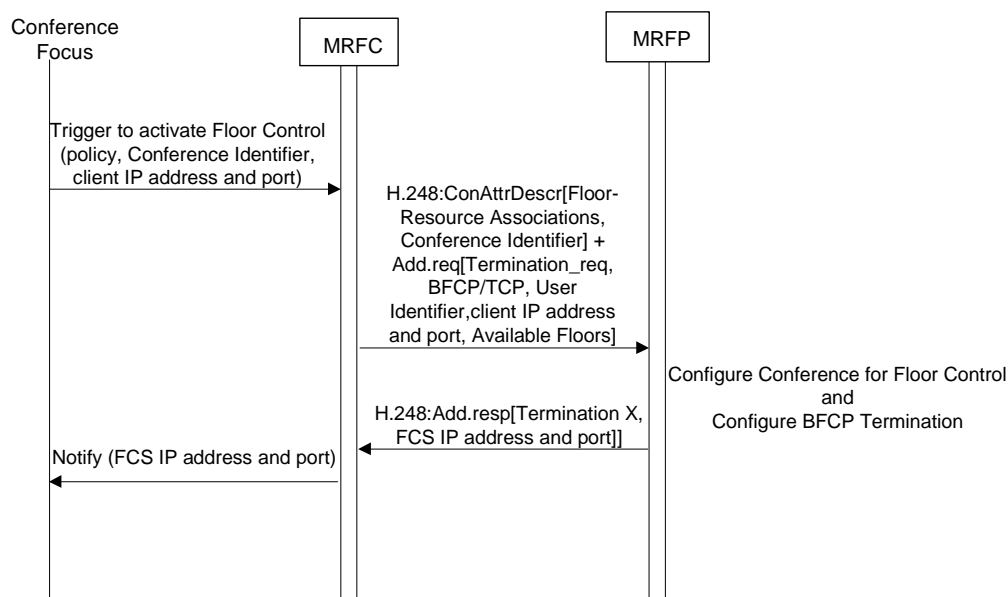 Conference
Focus
MRFC
MRFP
Trigger to activate Floor Control
(policy, Conference Identifier,
client IP address and port)
H.248:ConAttrDescr[Floor-
Resource Associations,
Conference Identifier] +
Add.req[Termination_req,
BFCP/TCP, User
Identifier,client IP address
and port, Available Floors]
Configure Conference for Floor Control
and
Configure BFCP Termination
H.248:Add.resp[Termination X,
FCS IP address and port]]
Notify (FCS IP address and port)